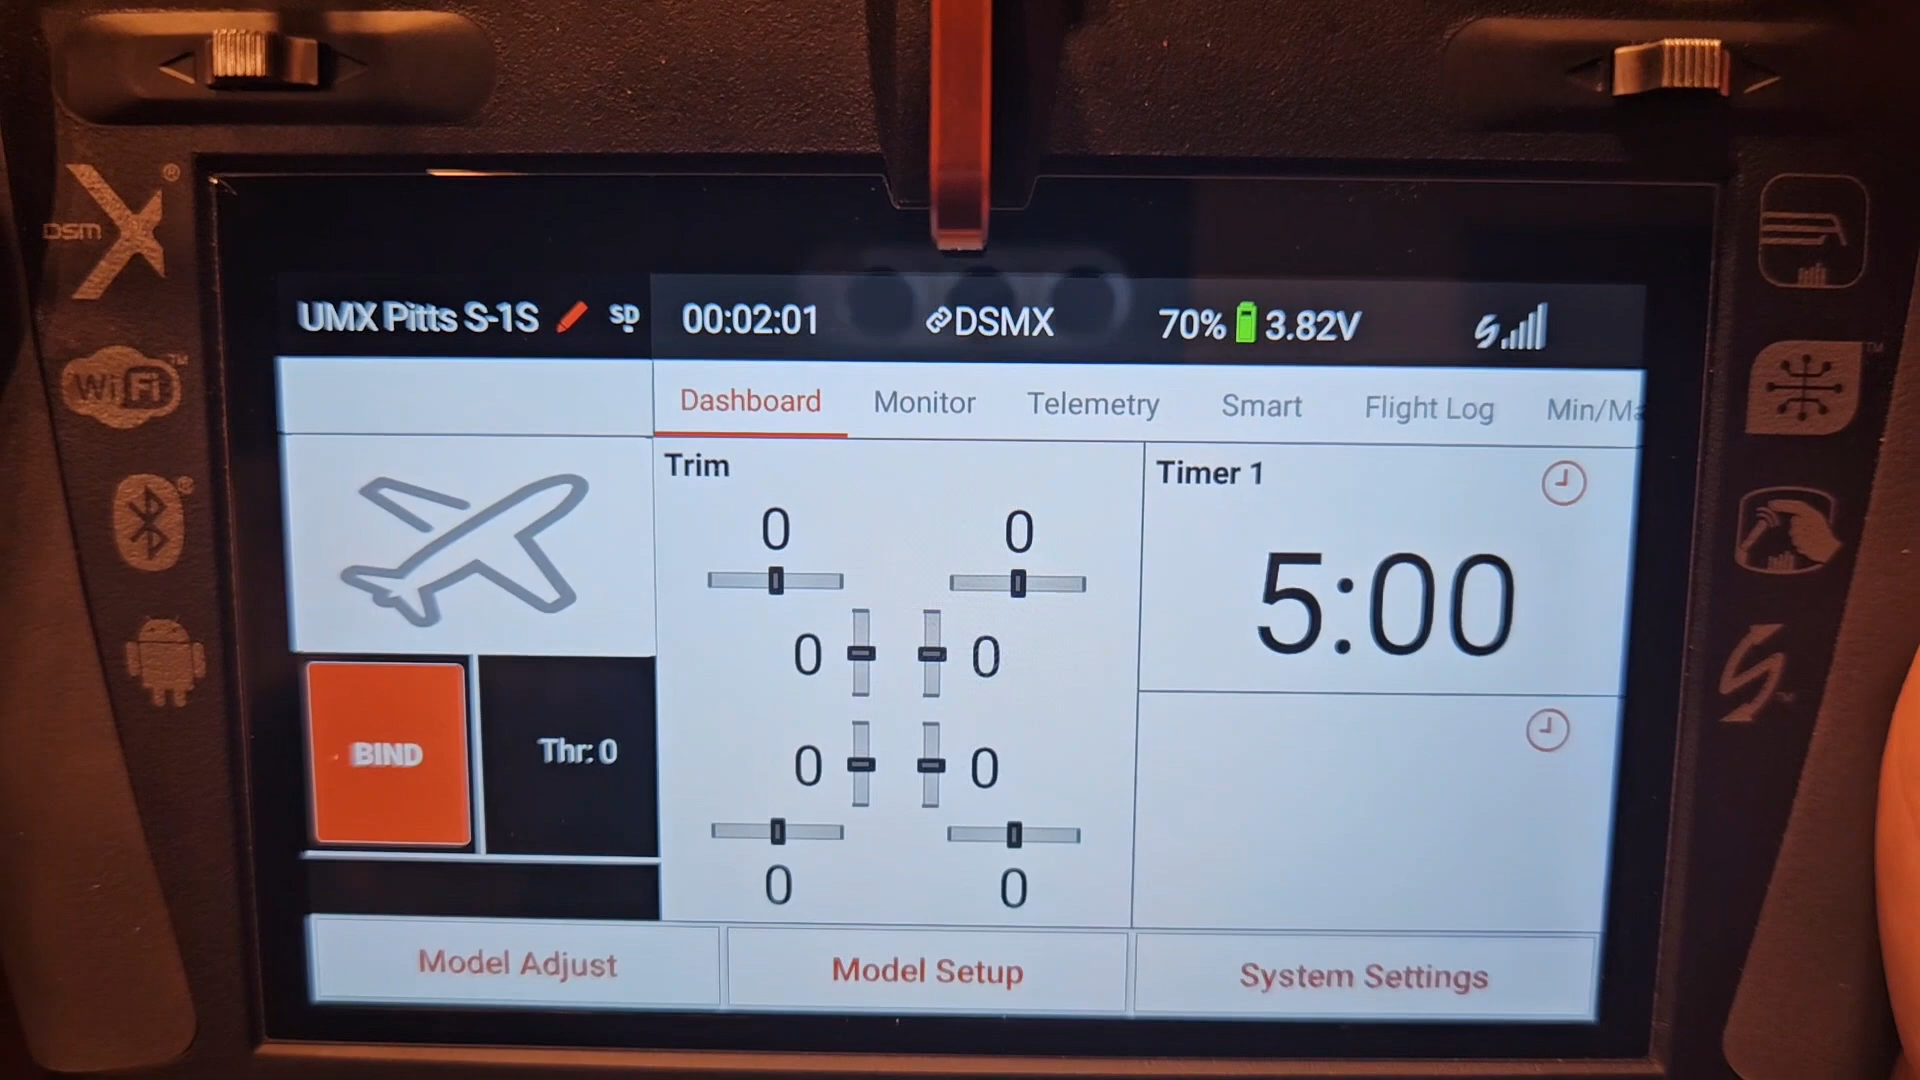 DSM X ®
WiFi ™
UMX Pitts S-1S SD 00:02:01 DSMX 70% 3.82V
Dashboard Monitor Telemetry Smart Flight Log Min/Ma
Trim
Timer 1
0 0
5:00
0 0
BIND Thr: 0
0 0
0 0
Model Adjust Model Setup System Settings